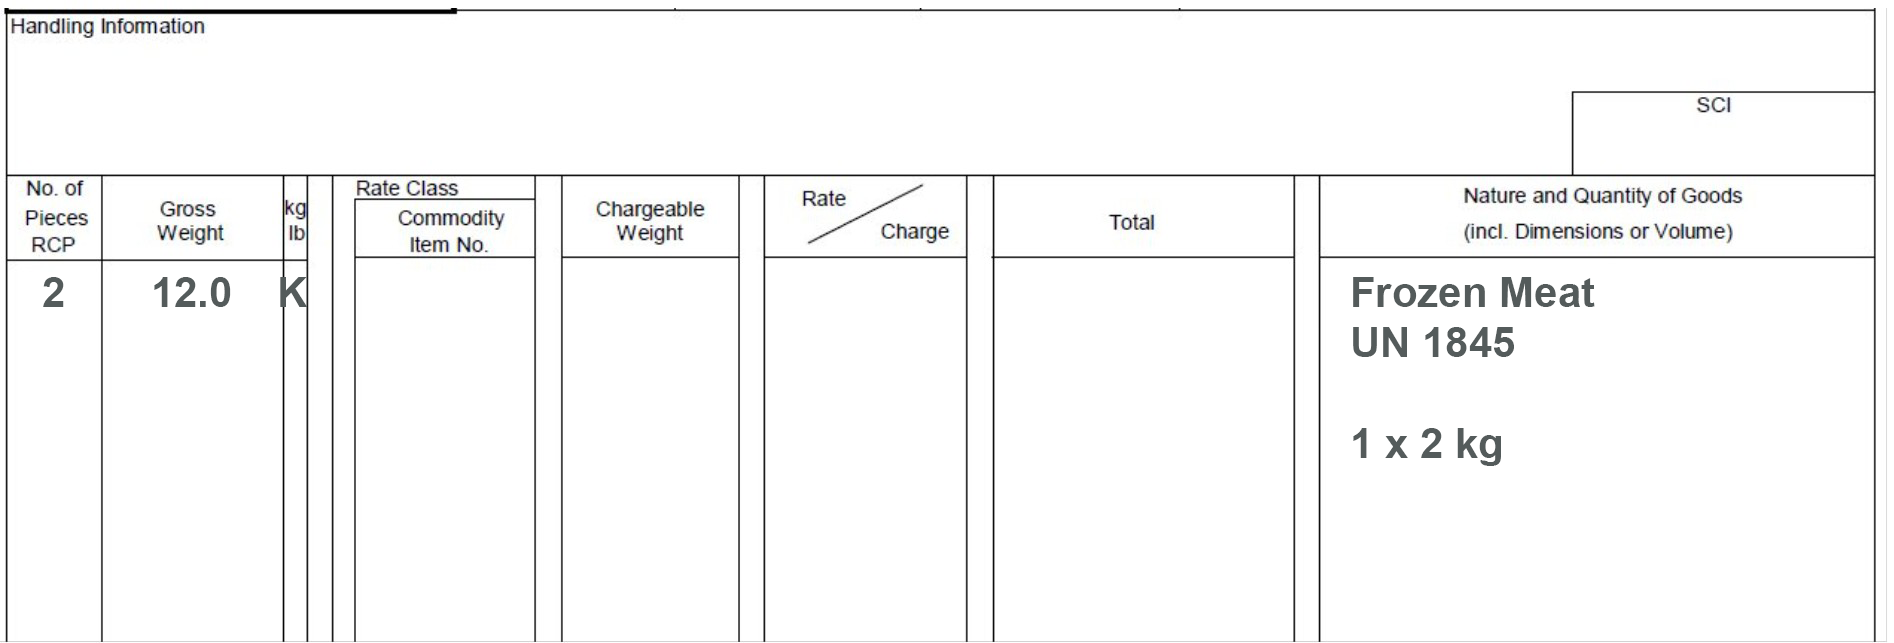 Handling Information
SCI
No. of
Pieces
RCP
Gross
Weight
kg
lb
Rate Class
Commodity
Item No.
Chargeable
Weight
Rate
Charge
Total
Nature and Quantity of Goods
(incl. Dimensions or Volume)
2 12.0 K
Frozen Meat
UN 1845
1 x 2 kg